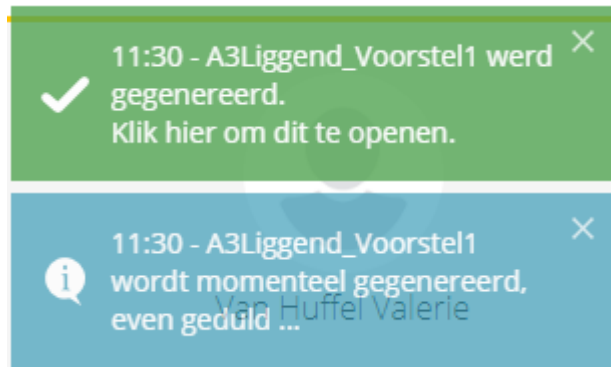 11:30 - A3Liggend_Voorstel1 werd
gegenereerd.
Klik hier om dit te openen.
11:30 - A3Liggend_Voorstel1
wordt momenteel gegenereerd,
even geduld ...
Van Huffel Valerie